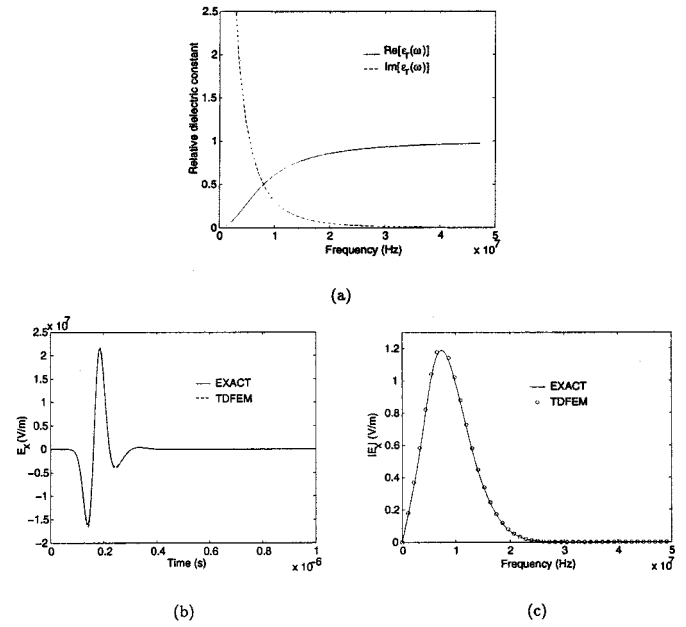 2.5
2
1.5
1
0.5
0
Relative dielectric constant
Re[εr(ω)]
Im[εr(ω)]
0 1 2 3 4 5
Frequency (Hz) × 10^7
(a)
× 10^7
2.5
2
1.5
1
0.5
0
−0.5
−1
−1.5
−2
Ex (V/m)
EXACT
TDFEM
0 0.2 0.4 0.6 0.8 1
Time (s) × 10^-6
(b)
1.2
1
0.8
0.6
0.4
0.2
0
|Ex| (V/m)
EXACT
TDFEM
0 1 2 3 4 5
Frequency (Hz) × 10^7
(c)